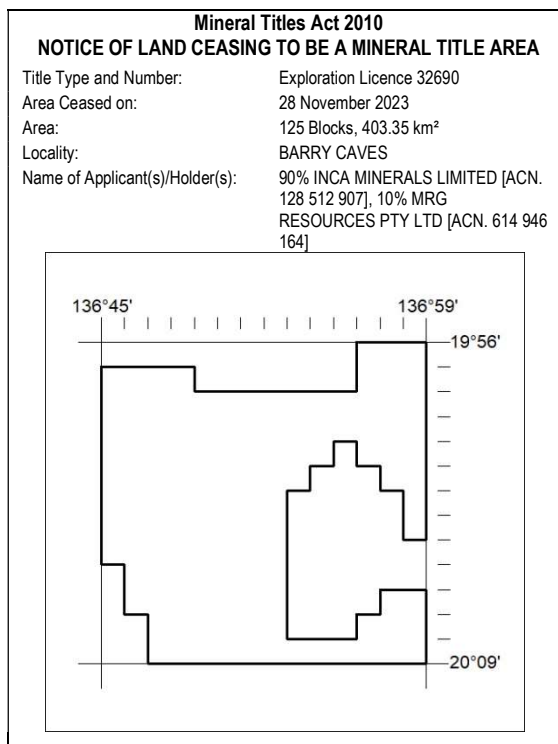 Mineral Titles Act 2010
NOTICE OF LAND CEASING TO BE A MINERAL TITLE AREA
Title Type and Number: Exploration Licence 32690
Area Ceased on: 28 November 2023
Area: 125 Blocks, 403.35 km²
Locality: BARRY CAVES
Name of Applicant(s)/Holder(s): 90% INCA MINERALS LIMITED [ACN.
128 512 907], 10% MRG
RESOURCES PTY LTD [ACN. 614 946
164]
136°45' 136°59'
19°56'
20°09'